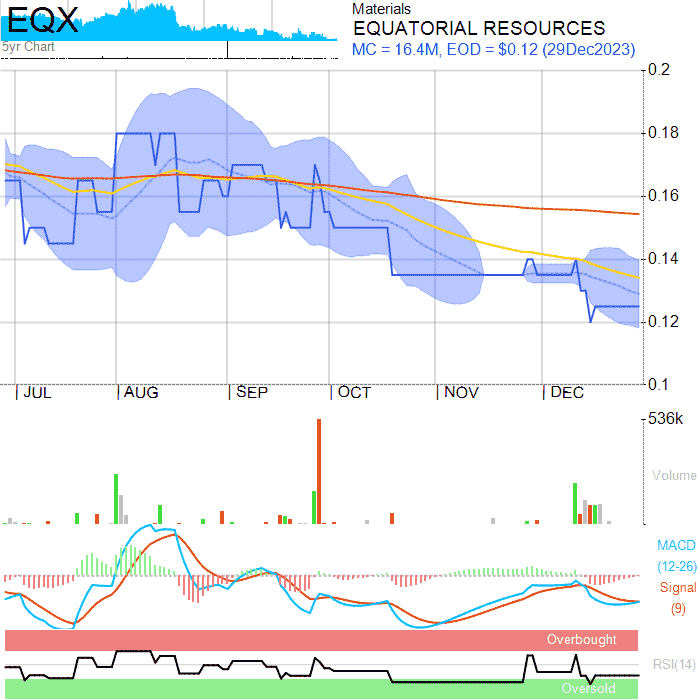 EQX
5yr Chart
Materials
EQUATORIAL RESOURCES
MC = 16.4M, EOD = $0.12 (29Dec2023)
0.2
0.18
0.16
0.14
0.12
0.1
JUL AUG SEP OCT NOV DEC
536k
Volume
MACD
(12-26)
Signal
(9)
Overbought
RSI(14)
Oversold